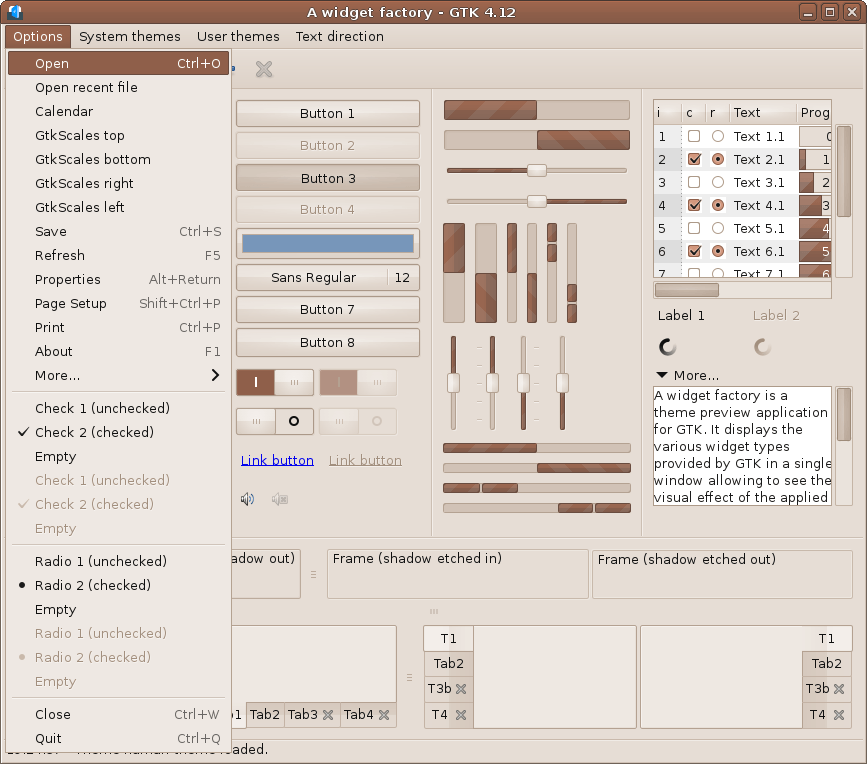 A widget factory - GTK 4.12
Options System themes User themes Text direction
Open Ctrl+O
Open recent file
Calendar
GtkScales top
GtkScales bottom
GtkScales right
GtkScales left
Save Ctrl+S
Refresh F5
Properties Alt+Return
Page Setup Shift+Ctrl+P
Print Ctrl+P
About F1
More...
Check 1 (unchecked)
Check 2 (checked)
Empty
Check 1 (unchecked)
Check 2 (checked)
Empty
Radio 1 (unchecked)
Radio 2 (checked)
Empty
Radio 1 (unchecked)
Radio 2 (checked)
Empty
Close Ctrl+W
Quit Ctrl+Q
Button 1
Button 2
Button 3
Button 4
Sans Regular 12
Button 7
Button 8
Link button Link button
i c r Text Prog
1 Text 1.1 0
2 Text 2.1 1
3 Text 3.1 2
4 Text 4.1 3
5 Text 5.1 4
6 Text 6.1 5
7 Text 7.1 6
Label 1 Label 2
More...
A widget factory is a
theme preview application
for GTK. It displays the
various widget types
provided by GTK in a single
window allowing to see the
visual effect of the applied
adow out)
Frame (shadow etched in)
Frame (shadow etched out)
b1 Tab2 Tab3 Tab4
T1
Tab2
T3b
T4
T1
Tab2
T3b
T4
loaded.